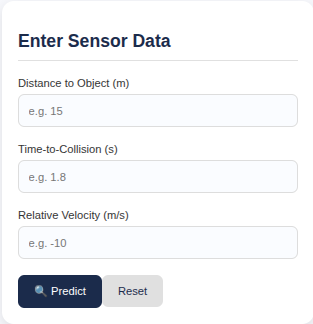 Enter Sensor Data
Distance to Object (m)
e.g. 15
Time-to-Collision (s)
e.g. 1.8
Relative Velocity (m/s)
e.g. -10
🔍 Predict
Reset